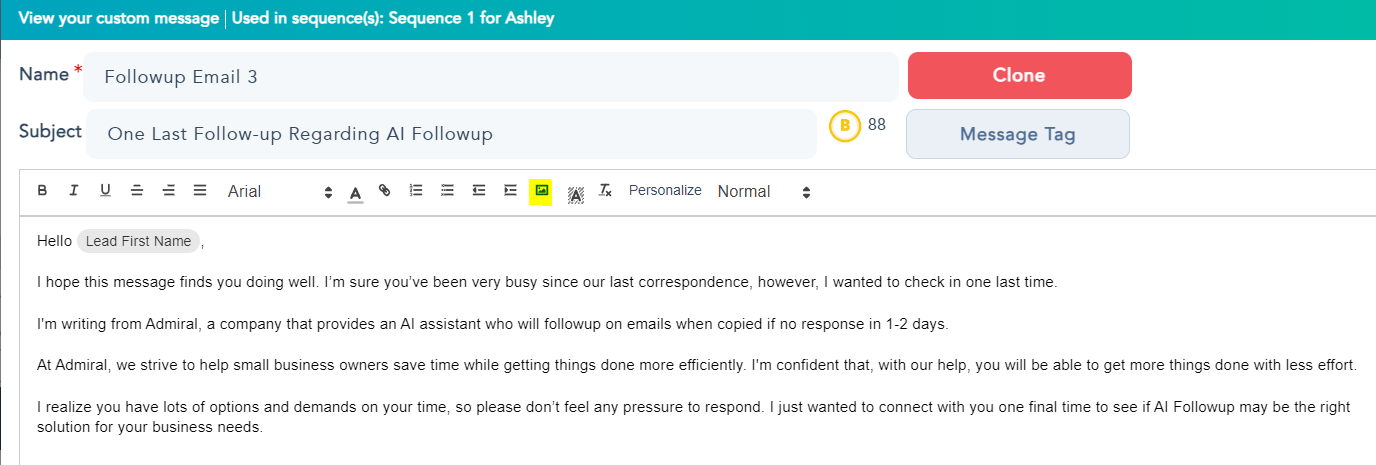 View your custom message | Used in sequence(s): Sequence 1 for Ashley
Name * Followup Email 3 Clone
Subject One Last Follow-up Regarding AI Followup B 88 Message Tag
B I U Arial A A Tx Personalize Normal
Hello Lead First Name ,
I hope this message finds you doing well. I’m sure you’ve been very busy since our last correspondence, however, I wanted to check in one last time.
I'm writing from Admiral, a company that provides an AI assistant who will followup on emails when copied if no response in 1-2 days.
At Admiral, we strive to help small business owners save time while getting things done more efficiently. I'm confident that, with our help, you will be able to get more things done with less effort.
I realize you have lots of options and demands on your time, so please don’t feel any pressure to respond. I just wanted to connect with you one final time to see if AI Followup may be the right
solution for your business needs.